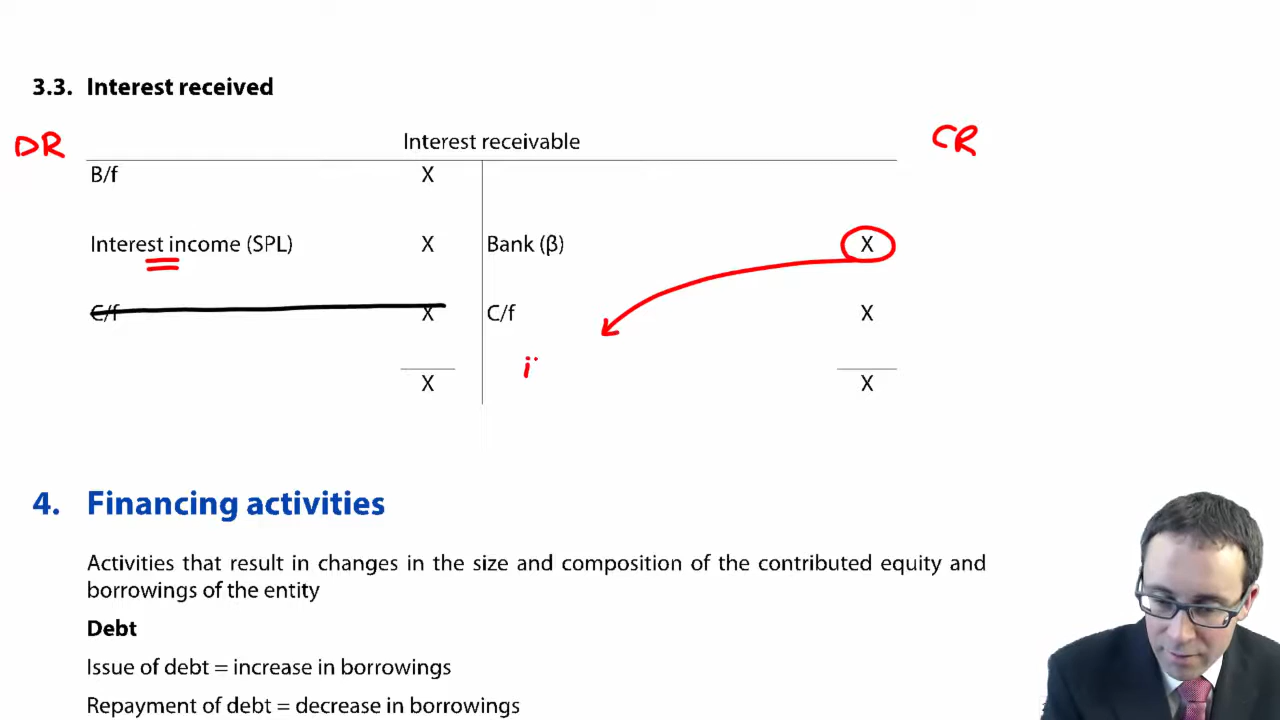 3.3. Interest received
DR Interest receivable CR
B/f X
Interest income (SPL) X Bank (β) X
C/f X C/f X
i
X X
4. Financing activities
Activities that result in changes in the size and composition of the contributed equity and
borrowings of the entity
Debt
Issue of debt = increase in borrowings
Repayment of debt = decrease in borrowings